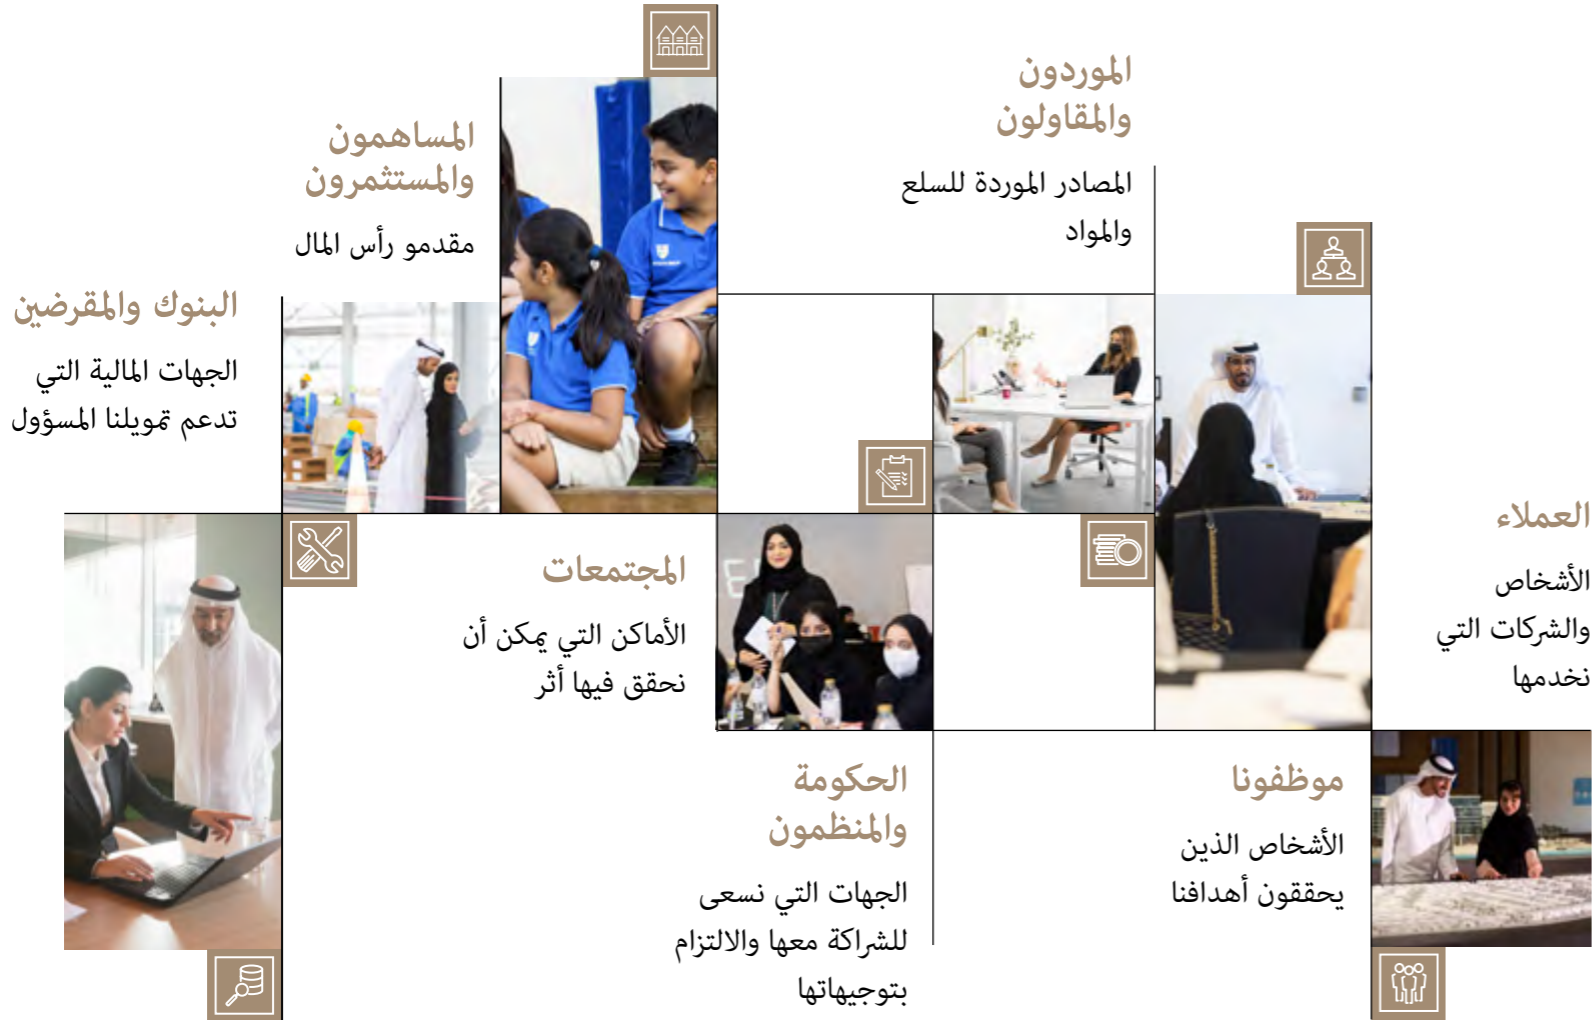 العملاء
الأشخاص
والشركات التي
نخدمها
موظفونا
الأشخاص الذين
يحققون أهدافنا
الموردون
والمقاولون
المصادر الموردة للسلع
والمواد
الحكومة
والمنظمون
الجهات التي نسعى
للشراكة معها والالتزام
بتوجيهاتها
المجتمعات
الأماكن التي يمكن أن
نحقق فيها أثر
المساهمون
والمستثمرون
مقدمو رأس المال
البنوك والمقرضين
الجهات المالية التي
تدعم تمويلنا المسؤول